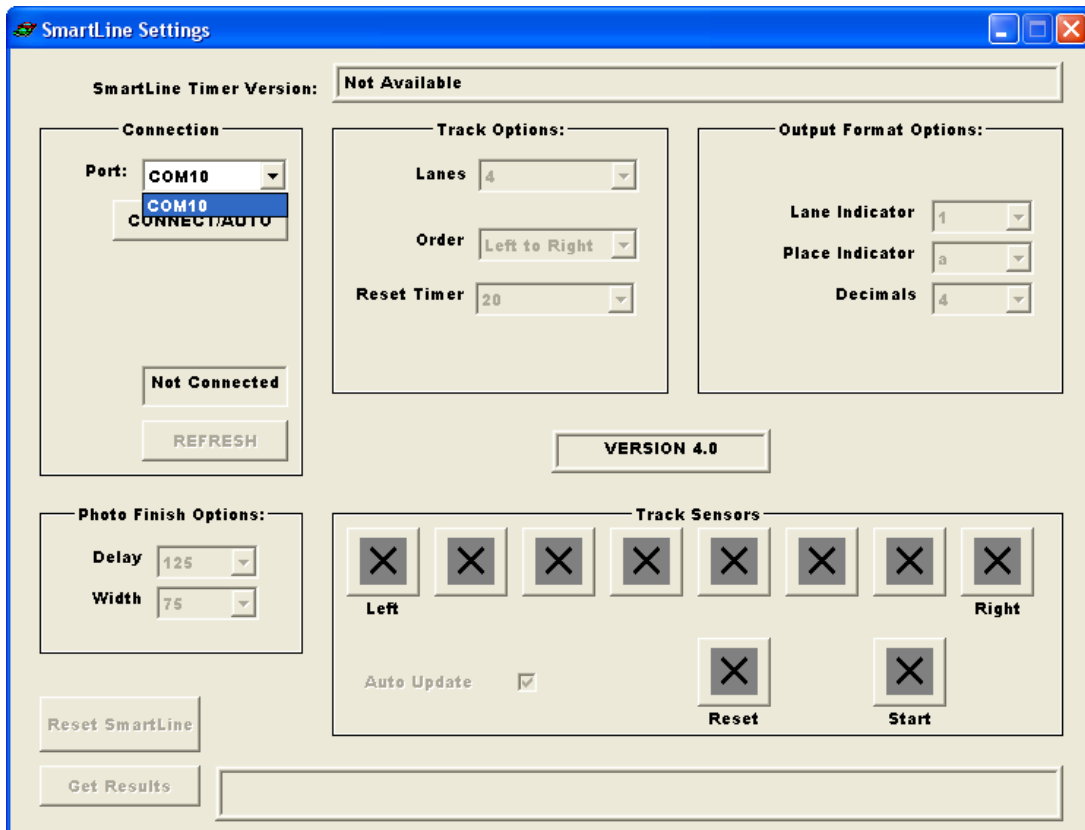 SmartLine Settings
SmartLine Timer Version:
Not Available
Connection
Port:
COM10
COM10
CONNECT/AUTO
Not Connected
REFRESH
Track Options:
Lanes
4
Order
Left to Right
Reset Timer
20
Output Format Options:
Lane Indicator
1
Place Indicator
a
Decimals
4
VERSION 4.0
Photo Finish Options:
Delay
125
Width
75
Track Sensors
Left
Right
Auto Update
Reset
Start
Reset SmartLine
Get Results